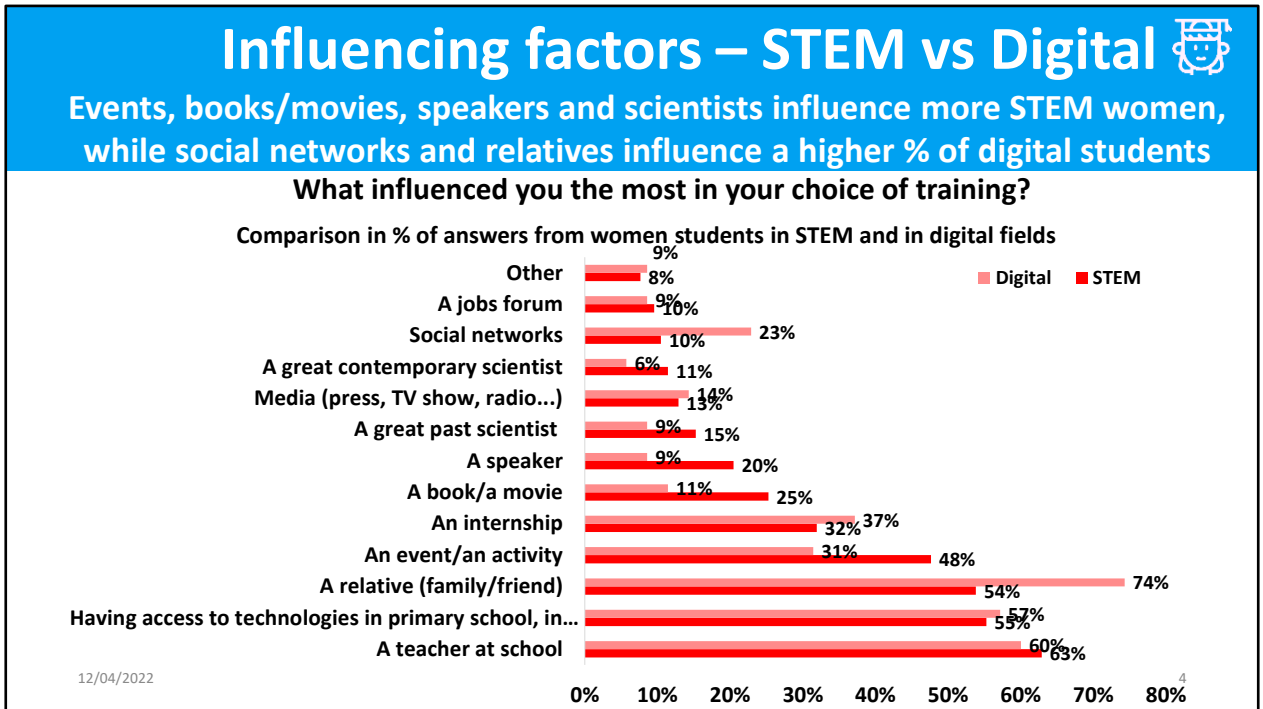 Influencing factors – STEM vs Digital
Events, books/movies, speakers and scientists influence more STEM women,
while social networks and relatives influence a higher % of digital students
What influenced you the most in your choice of training?
Comparison in % of answers from women students in STEM and in digital fields
Digital STEM
Other 9% 8%
A jobs forum 9% 10%
Social networks 23% 10%
A great contemporary scientist 6% 11%
Media (press, TV show, radio...) 14% 13%
A great past scientist 9% 15%
A speaker 9% 20%
A book/a movie 11% 25%
An internship 37% 32%
An event/an activity 31% 48%
A relative (family/friend) 74% 54%
Having access to technologies in primary school, in... 57% 55%
A teacher at school 60% 63%
12/04/2022 4
0% 10% 20% 30% 40% 50% 60% 70% 80%